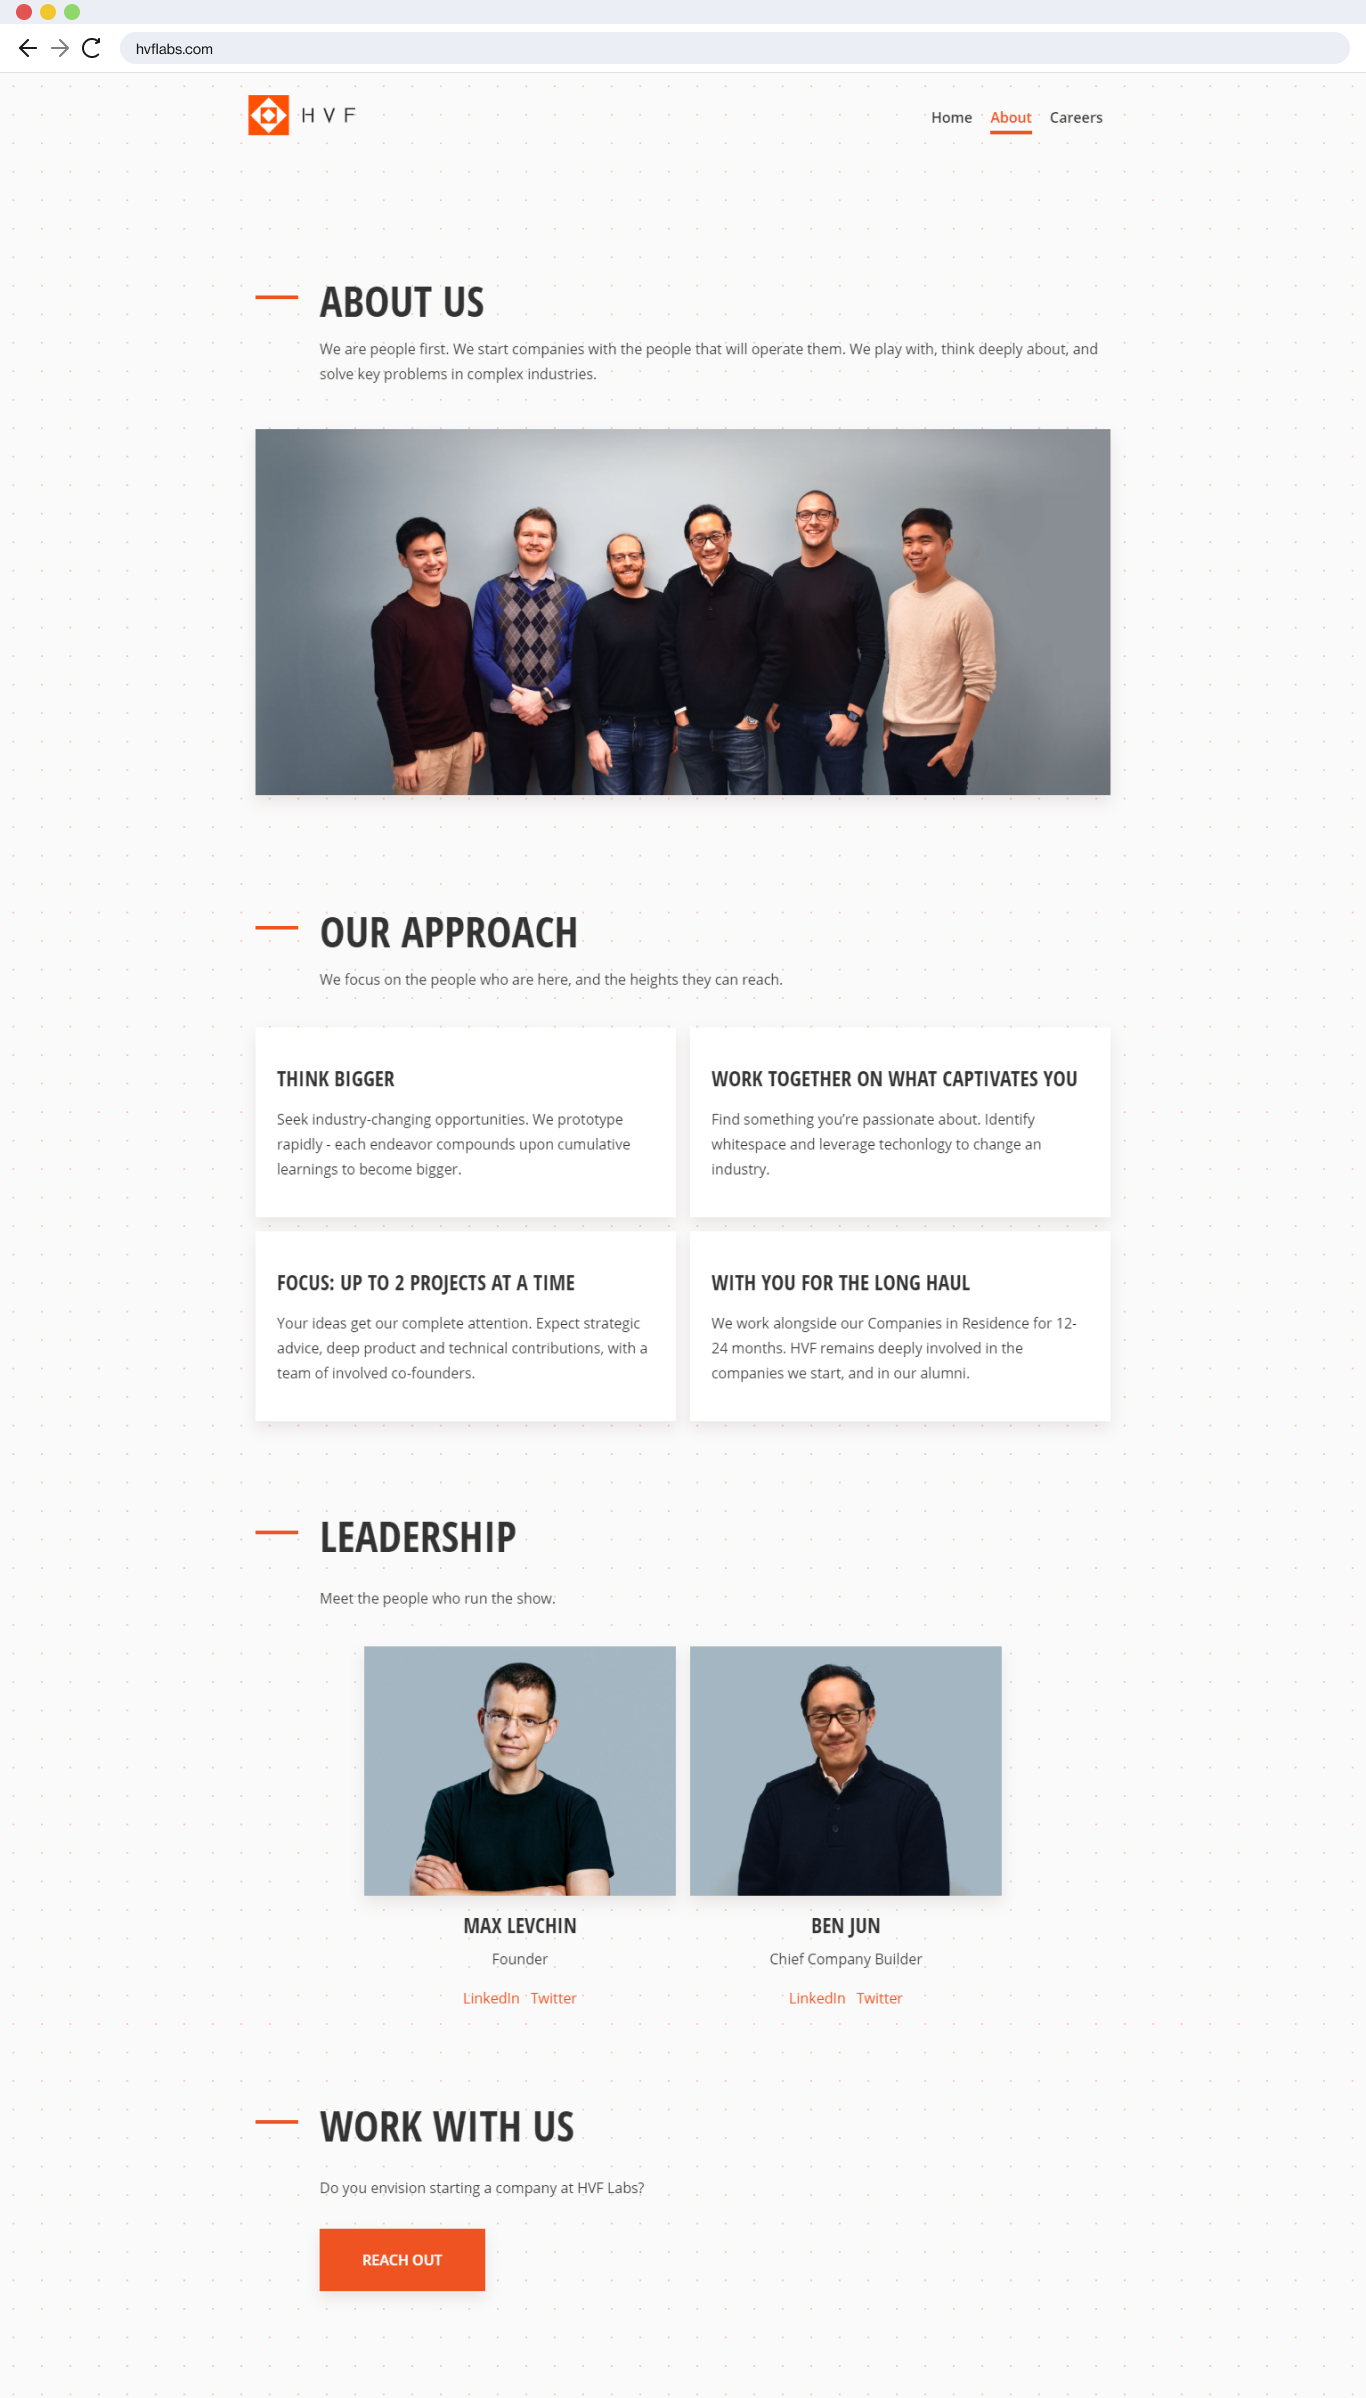 hvflabs.com
HVF
Home About Careers
ABOUT US
We are people first. We start companies with the people that will operate them. We play with, think deeply about, and
solve key problems in complex industries.
OUR APPROACH
We focus on the people who are here, and the heights they can reach.
THINK BIGGER
Seek industry-changing opportunities. We prototype
rapidly - each endeavor compounds upon cumulative
learnings to become bigger.
WORK TOGETHER ON WHAT CAPTIVATES YOU
Find something you’re passionate about. Identify
whitespace and leverage techonlogy to change an
industry.
FOCUS: UP TO 2 PROJECTS AT A TIME
Your ideas get our complete attention. Expect strategic
advice, deep product and technical contributions, with a
team of involved co-founders.
WITH YOU FOR THE LONG HAUL
We work alongside our Companies in Residence for 12-
24 months. HVF remains deeply involved in the
companies we start, and in our alumni.
LEADERSHIP
Meet the people who run the show.
MAX LEVCHIN
Founder
LinkedIn Twitter
BEN JUN
Chief Company Builder
LinkedIn Twitter
WORK WITH US
Do you envision starting a company at HVF Labs?
REACH OUT